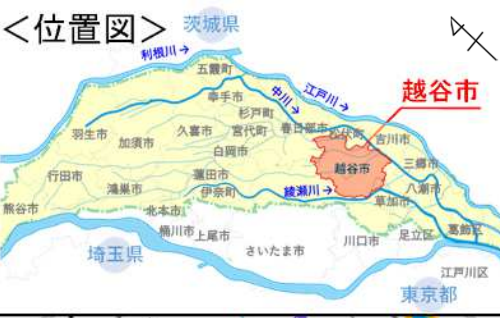 <位置図>
茨城県
利根川→
五霞町
江戸川→
中川→
幸手市
杉戸町
越谷市
羽生市
加須市
久喜市
宮代町
春日部市
松伏町
吉川市
白岡市
越谷市
三郷市
行田市
鴻巣市
蓮田市
伊奈町
綾瀬川→
八潮市
草加市
熊谷市
北本市
桶川市
上尾市
さいたま市
川口市
足立区
葛飾区
埼玉県
江戸川区
東京都